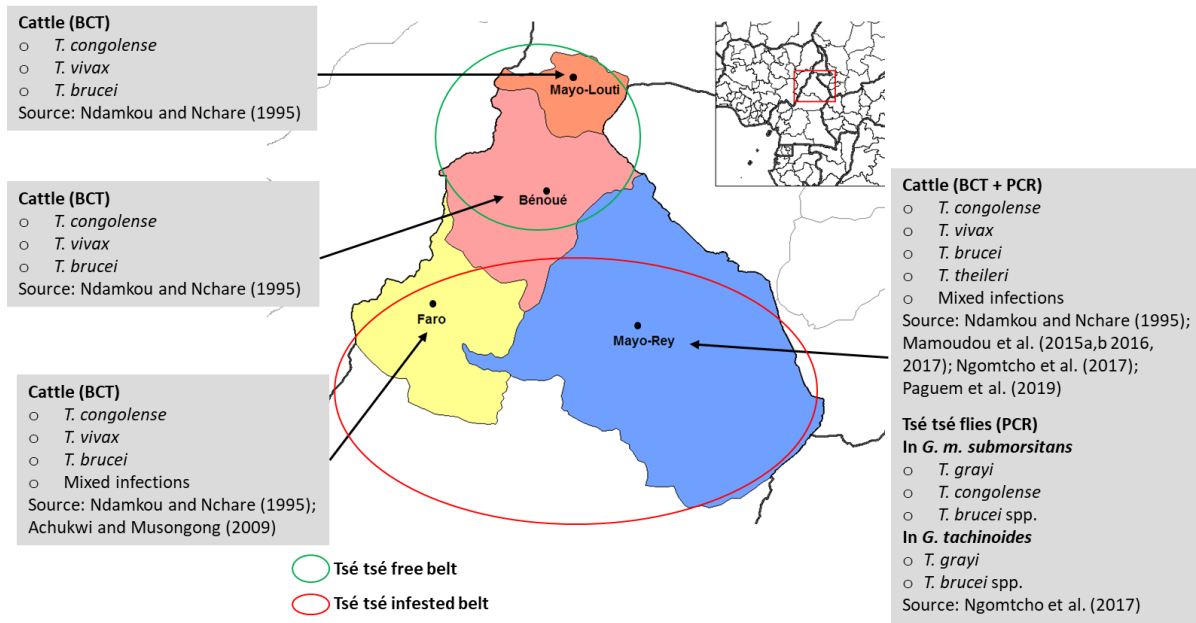 Cattle (BCT)
o T. congolense
o T. vivax
o T. brucei
Source: Ndamkou and Nchare (1995)
Cattle (BCT)
o T. congolense
o T. vivax
o T. brucei
Source: Ndamkou and Nchare (1995)
Cattle (BCT)
o T. congolense
o T. vivax
o T. brucei
o Mixed infections
Source: Ndamkou and Nchare (1995);
Achukwi and Musongong (2009)
Mayo-Louti
Bénoué
Faro
Mayo-Rey
Tsé tsé free belt
Tsé tsé infested belt
Cattle (BCT + PCR)
o T. congolense
o T. vivax
o T. brucei
o T. theileri
o Mixed infections
Source: Ndamkou and Nchare (1995);
Mamoudou et al. (2015a,b 2016,
2017); Ngomtcho et al. (2017);
Paguem et al. (2019)
Tsé tsé flies (PCR)
In G. m. submorsitans
o T. grayi
o T. congolense
o T. brucei spp.
In G. tachinoides
o T. grayi
o T. brucei spp.
Source: Ngomtcho et al. (2017)